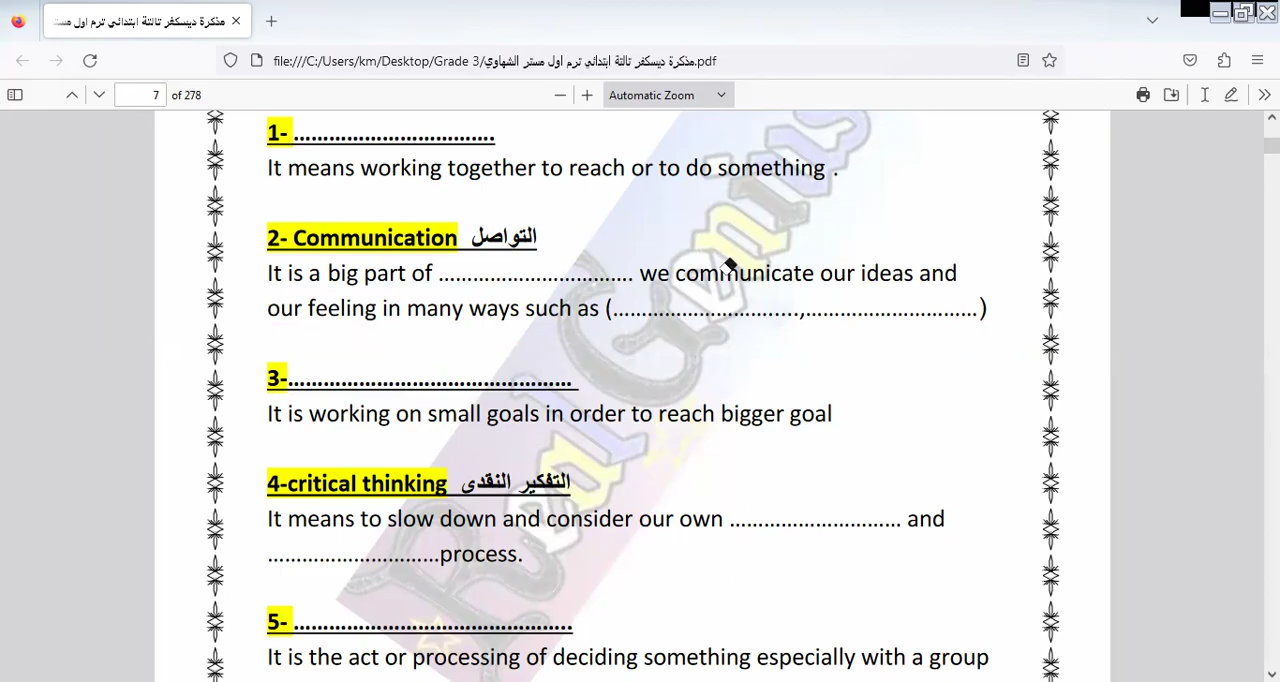 مذكرة ديسكفر تالتة ابتدائي ترم اول مستر
file:///C:/Users/km/Desktop/Grade 3/مذكرة ديسكفر تالتة ابتدائي ترم اول مستر الشهاوي.pdf
7 of 278
Automatic Zoom
1- ....................................
It means working together to reach or to do something .
2- Communication التواصل
It is a big part of .................................. we communicate our ideas and
our feeling in many ways such as (.................................,...............................)
3-...................................................
It is working on small goals in order to reach bigger goal
4-critical thinking التفكير النقدى
It means to slow down and consider our own ............................... and
...............................process.
5- ..................................................
It is the act or processing of deciding something especially with a group
Real Genius